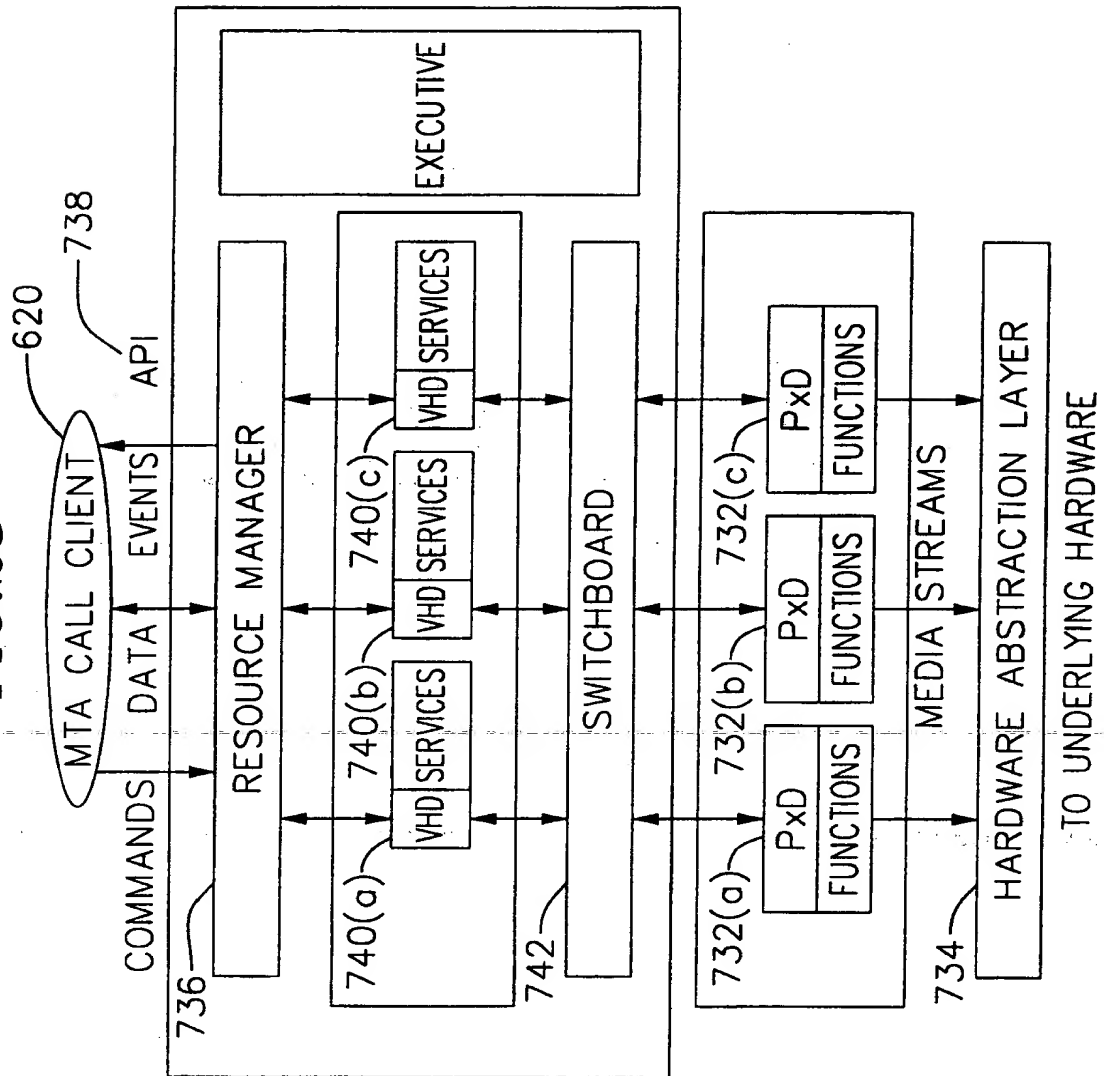 620
738
MTA CALL CLIENT
API
COMMANDS
DATA
EVENTS
736
RESOURCE MANAGER
EXECUTIVE
740(a)
740(b)
740(c)
VHD SERVICES
VHD SERVICES
VHD SERVICES
742
SWITCHBOARD
732(a)
732(b)
732(c)
PxD
PxD
PxD
FUNCTIONS
FUNCTIONS
FUNCTIONS
MEDIA STREAMS
734
HARDWARE ABSTRACTION LAYER
TO UNDERLYING HARDWARE